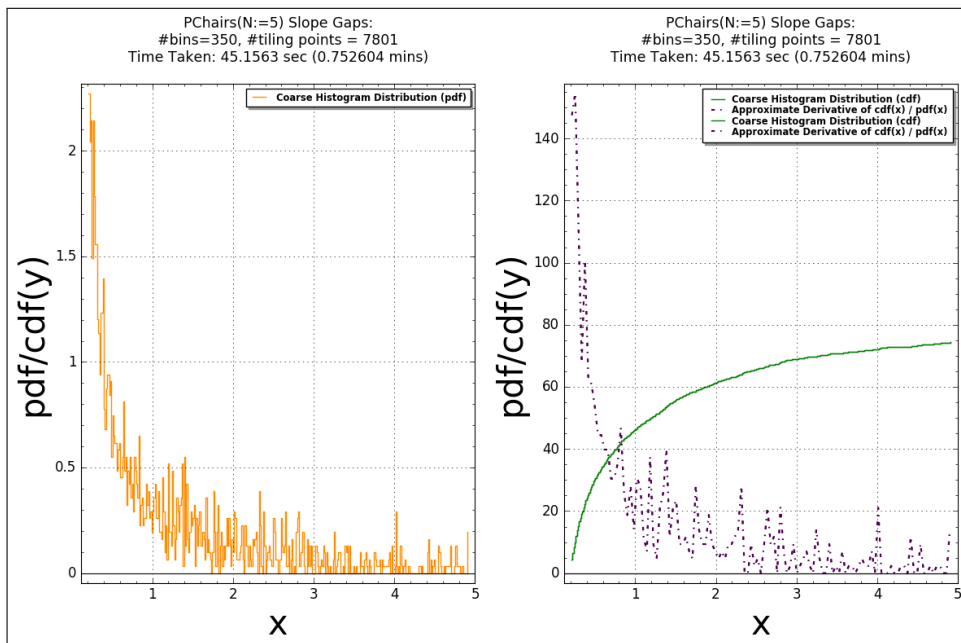 PChairs(N:=5) Slope Gaps:
#bins=350, #tiling points = 7801
Time Taken: 45.1563 sec (0.752604 mins)
Coarse Histogram Distribution (pdf)
pdf/cdf(y)
2
1.5
1
0.5
0
1
2
3
4
5
x
PChairs(N:=5) Slope Gaps:
#bins=350, #tiling points = 7801
Time Taken: 45.1563 sec (0.752604 mins)
Coarse Histogram Distribution (cdf)
Approximate Derivative of cdf(x) / pdf(x)
Coarse Histogram Distribution (cdf)
Approximate Derivative of cdf(x) / pdf(x)
pdf/cdf(y)
140
120
100
80
60
40
20
0
1
2
3
4
5
x